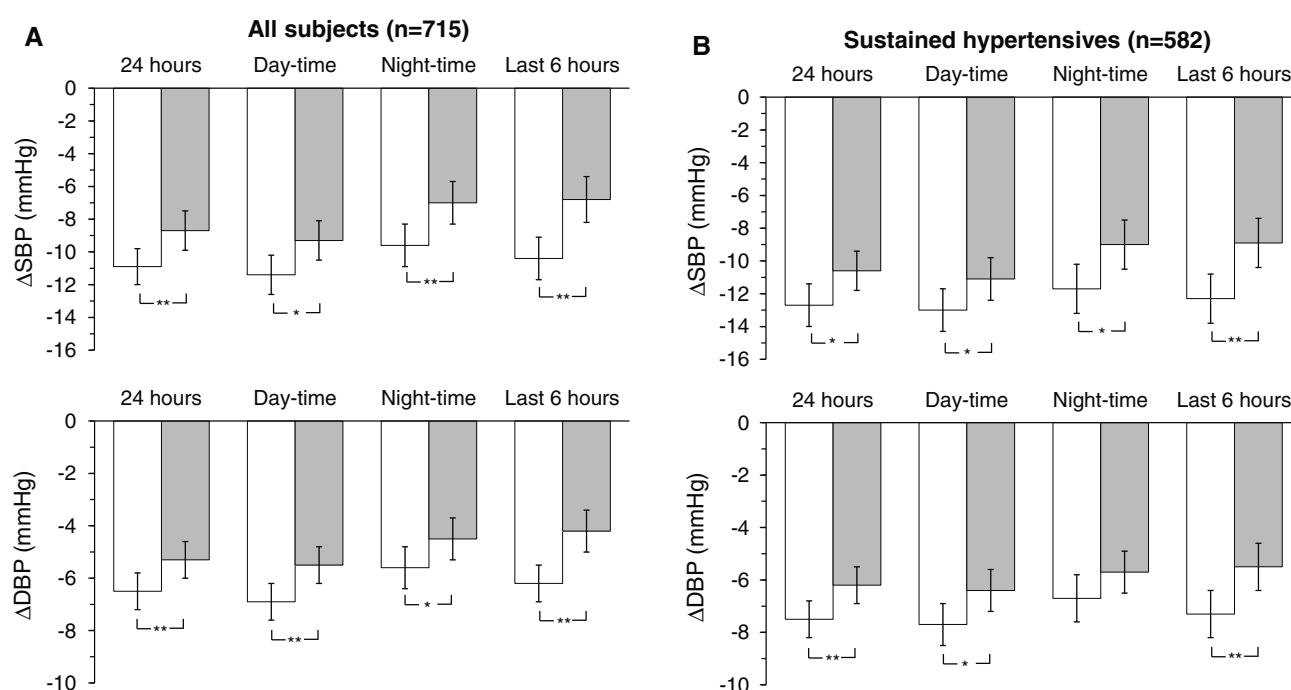 A
All subjects (n=715)
24 hours Day-time Night-time Last 6 hours
ΔSBP (mmHg)
0
-2
-4
-6
-8
-10
-12
-14
-16
** * ** **
24 hours Day-time Night-time Last 6 hours
ΔDBP (mmHg)
0
-2
-4
-6
-8
-10
** ** * **
B
Sustained hypertensives (n=582)
24 hours Day-time Night-time Last 6 hours
ΔSBP (mmHg)
0
-2
-4
-6
-8
-10
-12
-14
-16
* * * **
24 hours Day-time Night-time Last 6 hours
ΔDBP (mmHg)
0
-2
-4
-6
-8
-10
** * **